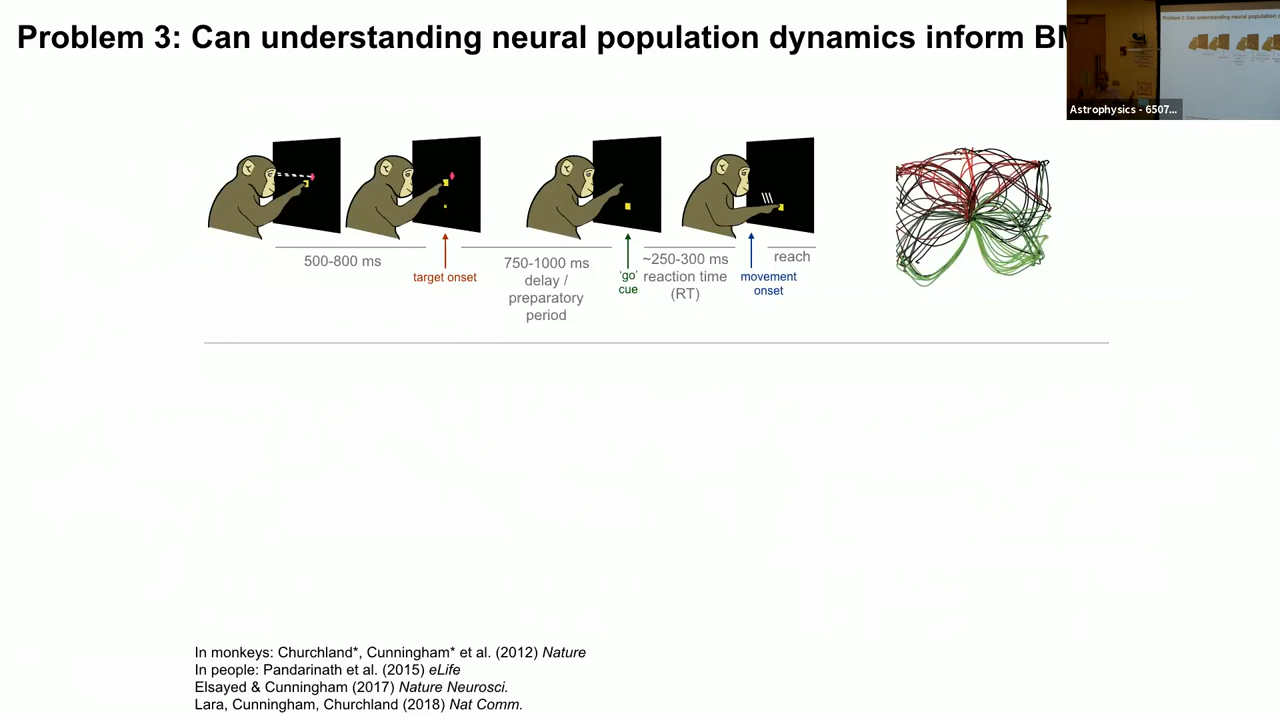 Problem 3: Can understanding neural population dynamics inform BM
Astrophysics - 6507...
500-800 ms
target onset
750-1000 ms
delay /
preparatory
period
'go'
cue
~250-300 ms
reaction time
(RT)
movement
onset
reach
In monkeys: Churchland*, Cunningham* et al. (2012) Nature
In people: Pandarinath et al. (2015) eLife
Elsayed & Cunningham (2017) Nature Neurosci.
Lara, Cunningham, Churchland (2018) Nat Comm.